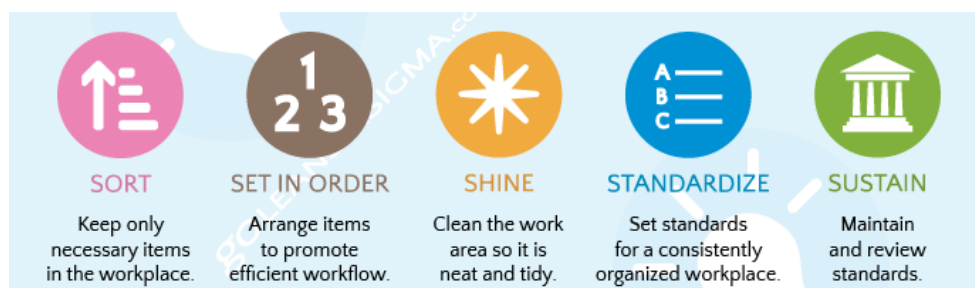 1
2 3
A
B
C
SORT
SET IN ORDER
SHINE
STANDARDIZE
SUSTAIN
Keep only
necessary items
in the workplace.
Arrange items
to promote
efficient workflow.
Clean the work
area so it is
neat and tidy.
Set standards
for a consistently
organized workplace.
Maintain
and review
standards.